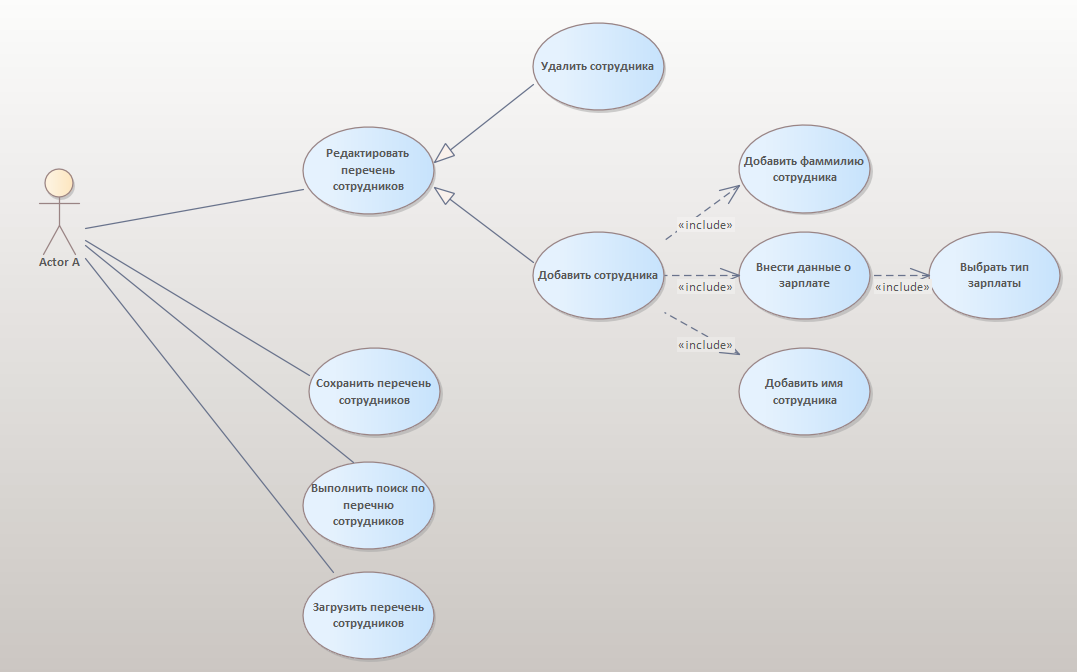 Удалить сотрудника
Редактировать
перечень
сотрудников
Добавить фаммилию
сотрудника
«include»
Actor A
Добавить сотрудника
Внести данные о
зарплате
«include»
Выбрать тип
зарплаты
«include»
«include»
Добавить имя
сотрудника
Сохранить перечень
сотрудников
Выполнить поиск по
перечню
сотрудников
Загрузить перечень
сотрудников